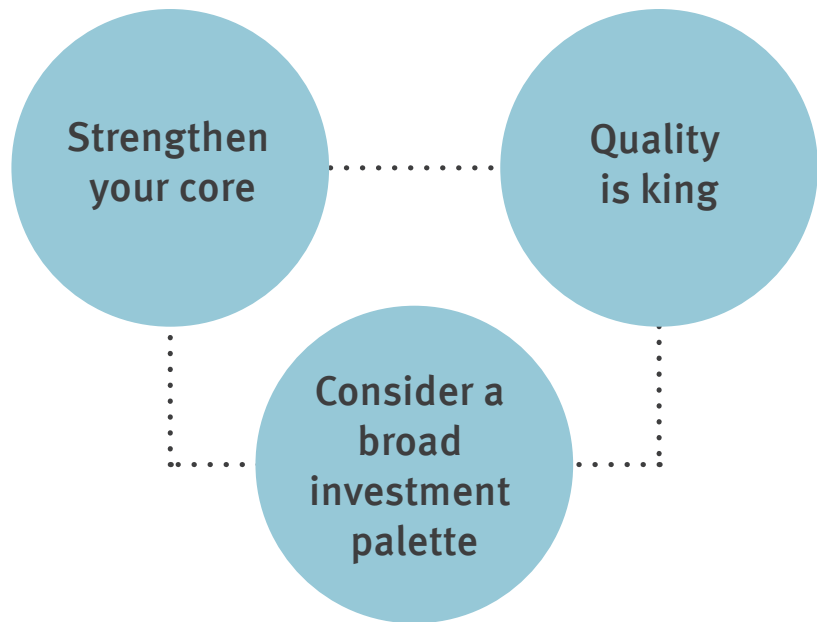 Strengthen
your core
Quality
is king
Consider a
broad
investment
palette